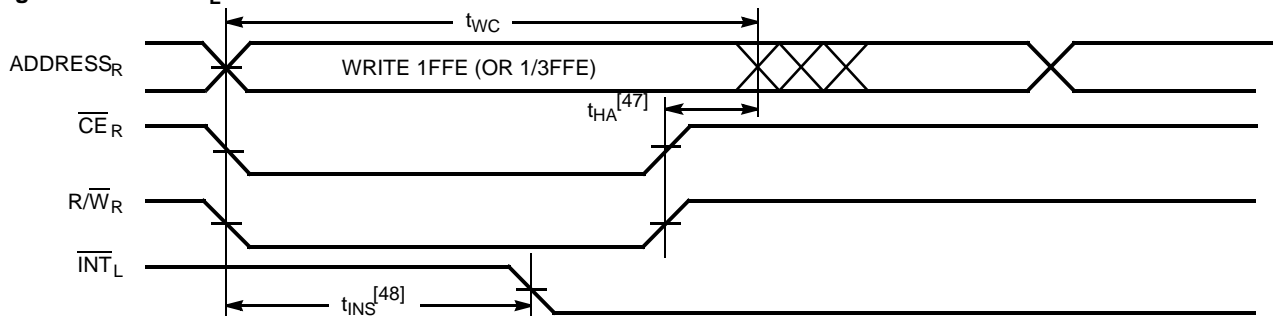 L
tWC
ADDRESSR
WRITE 1FFE (OR 1/3FFE)
tHA[47]
CER
R/WR
INTL
tINS[48]